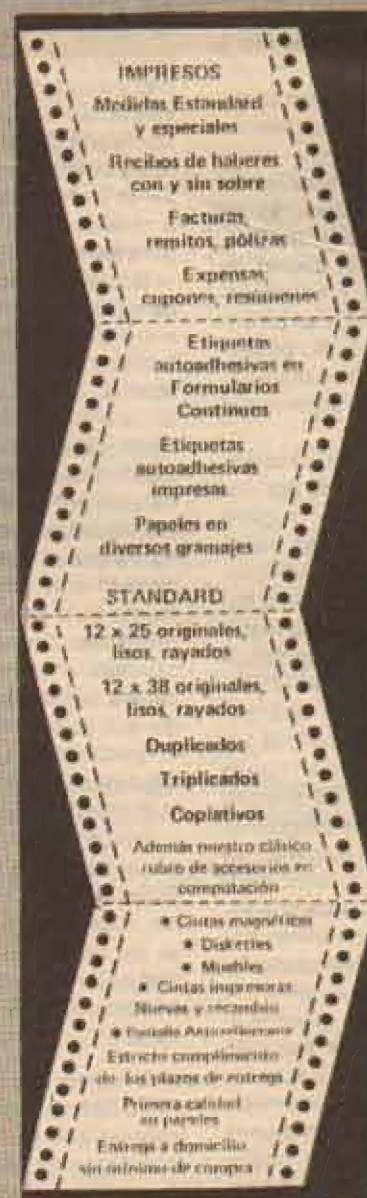 IMPRESOS
Medidas Estandard
y especiales
Recibos de haberes
con y sin sobre
Facturas,
remitos, pólizas
Expensas,
cupones, resúmenes
Etiquetas
autoadhesivas en
Formularios
Continuos
Etiquetas
autoadhesivas
impresas
Papeles en
diversos gramajes
STANDARD
12 x 25 originales,
lisos, rayados
12 x 38 originales,
lisos, rayados
Duplicados
Triplicados
Copiativos
Además nuestro clásico
rubro de accesorios en
computación
• Cintas magnéticas
• Diskettes
• Muebles
• Cintas impresoras
Nuevas y recambio
• Pantalla Antirreflectante
Estricto cumplimiento
de los plazos de entrega
Primera calidad
en papeles
Entrega a domicilio
sin mínimo de compra